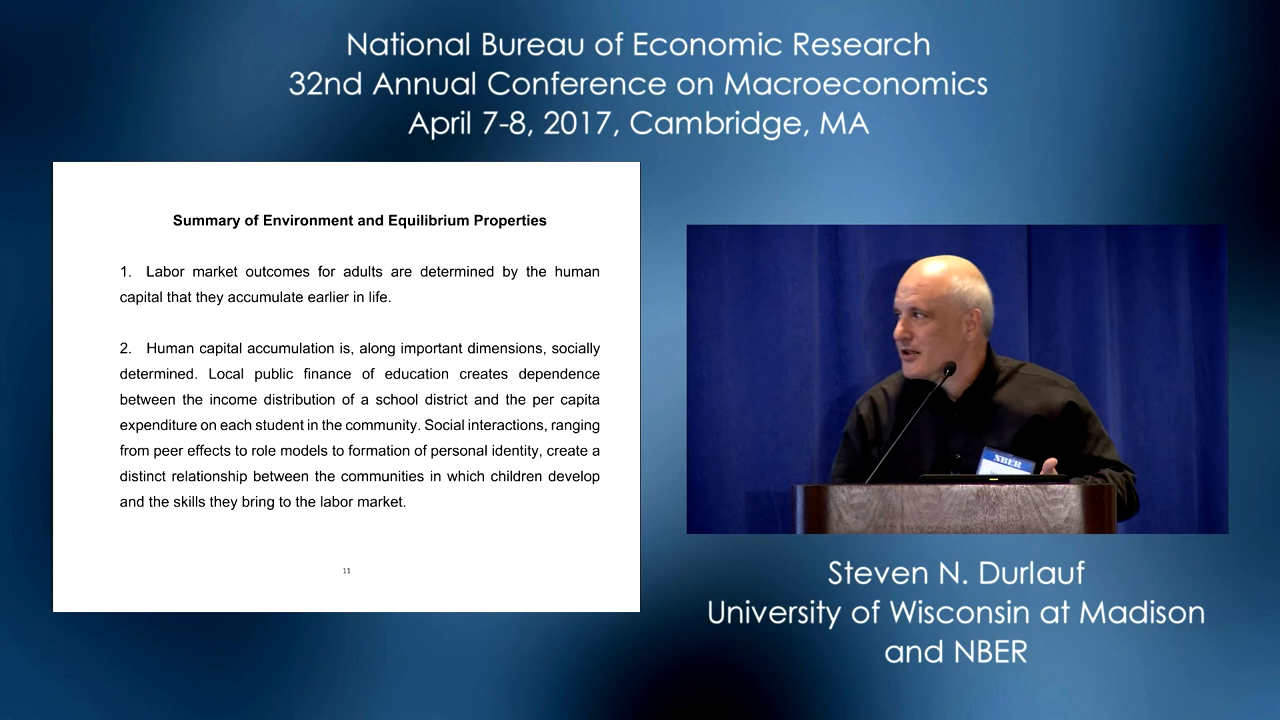 National Bureau of Economic Research
32nd Annual Conference on Macroeconomics
April 7-8, 2017, Cambridge, MA
Summary of Environment and Equilibrium Properties
1. Labor market outcomes for adults are determined by the human
capital that they accumulate earlier in life.
2. Human capital accumulation is, along important dimensions, socially
determined. Local public finance of education creates dependence
between the income distribution of a school district and the per capita
expenditure on each student in the community. Social interactions, ranging
from peer effects to role models to formation of personal identity, create a
distinct relationship between the communities in which children develop
and the skills they bring to the labor market.
11
NBER
Steven N. Durlauf
University of Wisconsin at Madison
and NBER